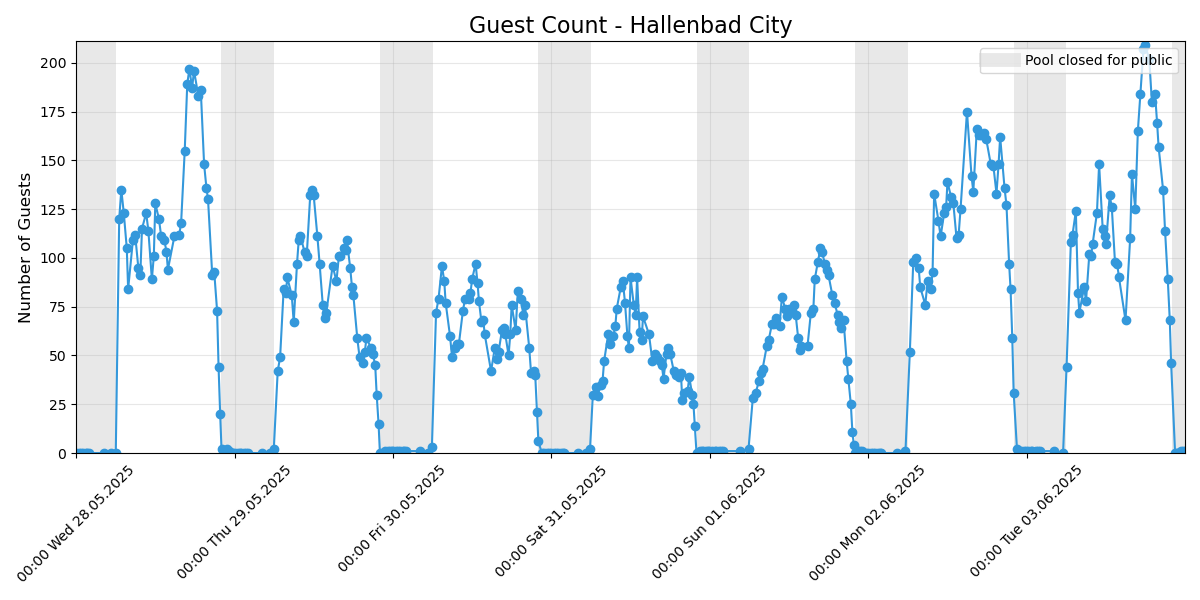 Guest Count - Hallenbad City
Pool closed for public
Number of Guests
200
175
150
125
100
75
50
25
0
00:00 Wed 28.05.2025
00:00 Thu 29.05.2025
00:00 Fri 30.05.2025
00:00 Sat 31.05.2025
00:00 Sun 01.06.2025
00:00 Mon 02.06.2025
00:00 Tue 03.06.2025